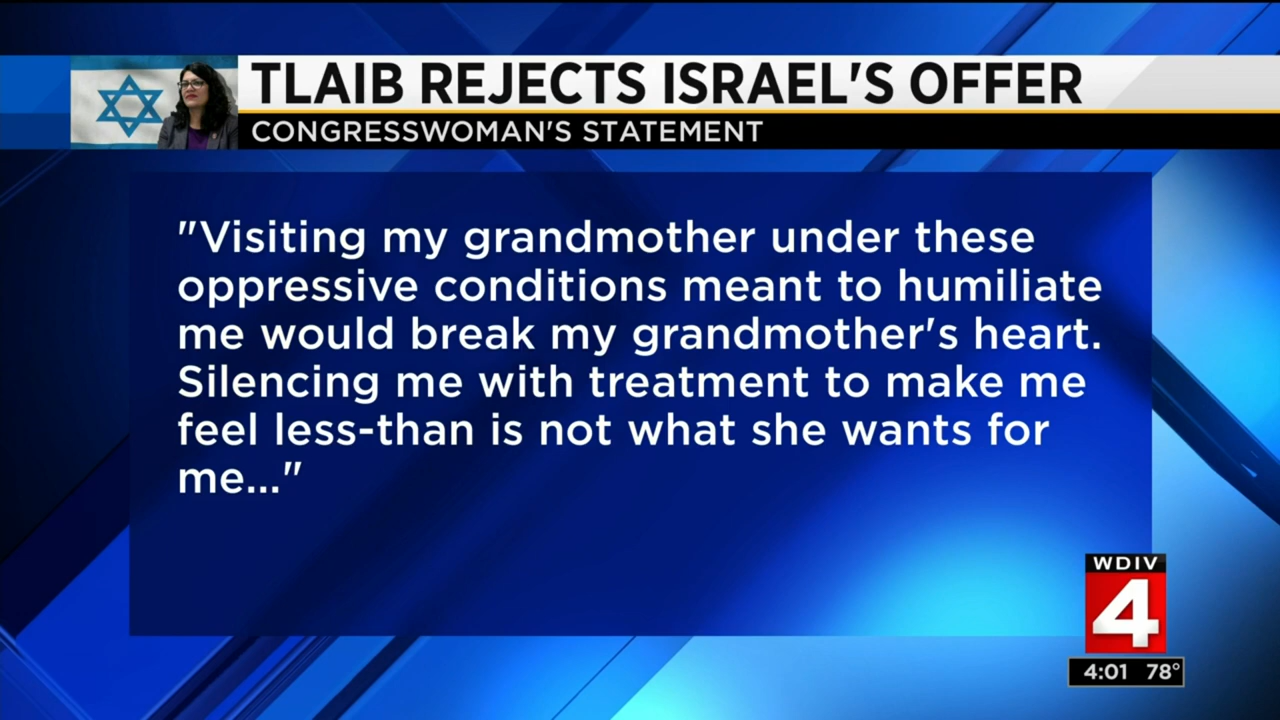 TLAIB REJECTS ISRAEL'S OFFER
CONGRESSWOMAN'S STATEMENT
"Visiting my grandmother under these
oppressive conditions meant to humiliate
me would break my grandmother's heart.
Silencing me with treatment to make me
feel less-than is not what she wants for
me..."
WDIV
4
4:01 78°